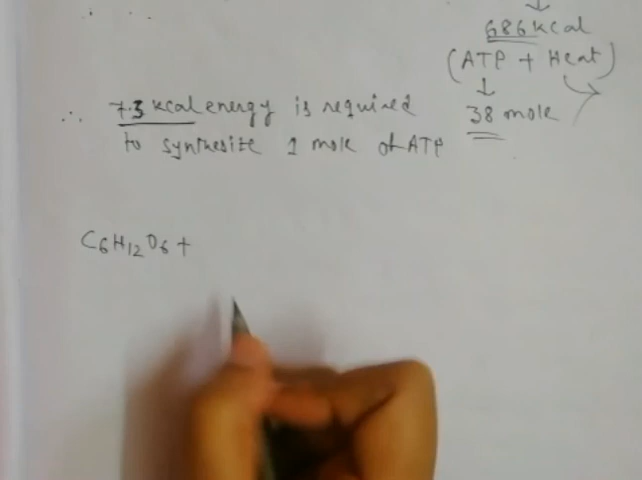 686 kcal
(ATP + Heat)
↓
38 mole
∴ 7.3 kcal energy is required
to synthesize 1 mole of ATP
C6H12O6 +